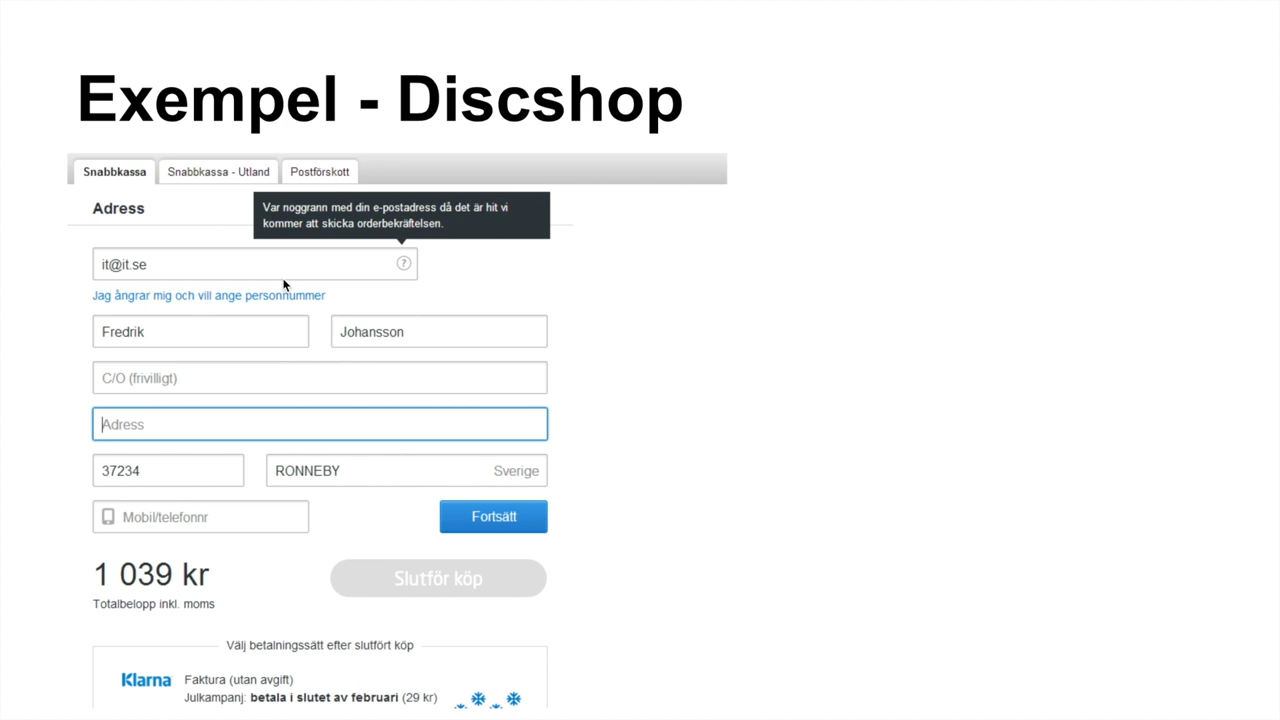 Exempel - Discshop
Snabbkassa
Snabbkassa - Utland
Postförskott
Adress
Var noggrann med din e-postadress då det är hit vi
kommer att skicka orderbekräftelsen.
it@it.se
?
Jag ångrar mig och vill ange personnummer
Fredrik
Johansson
C/O (frivilligt)
Adress
37234
RONNEBY
Sverige
Mobil/telefonnr
Fortsätt
1 039 kr
Slutför köp
Totalbelopp inkl. moms
Välj betalningssätt efter slutfört köp
Klarna
Faktura (utan avgift)
Julkampanj: betala i slutet av februari (29 kr)